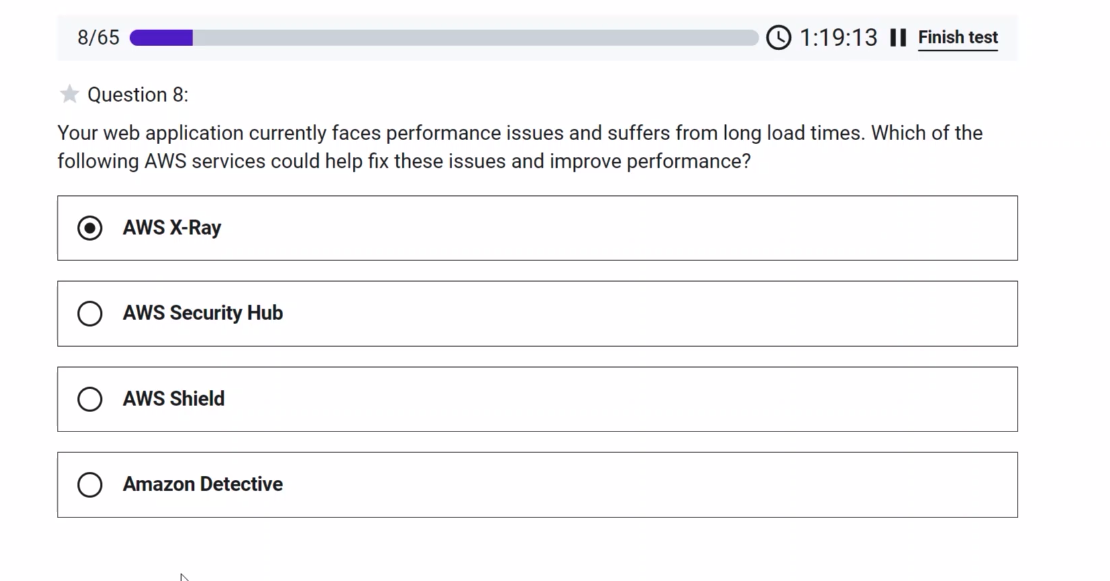 8/65 1:19:13 Finish test
Question 8:
Your web application currently faces performance issues and suffers from long load times. Which of the
following AWS services could help fix these issues and improve performance?
AWS X-Ray
AWS Security Hub
AWS Shield
Amazon Detective